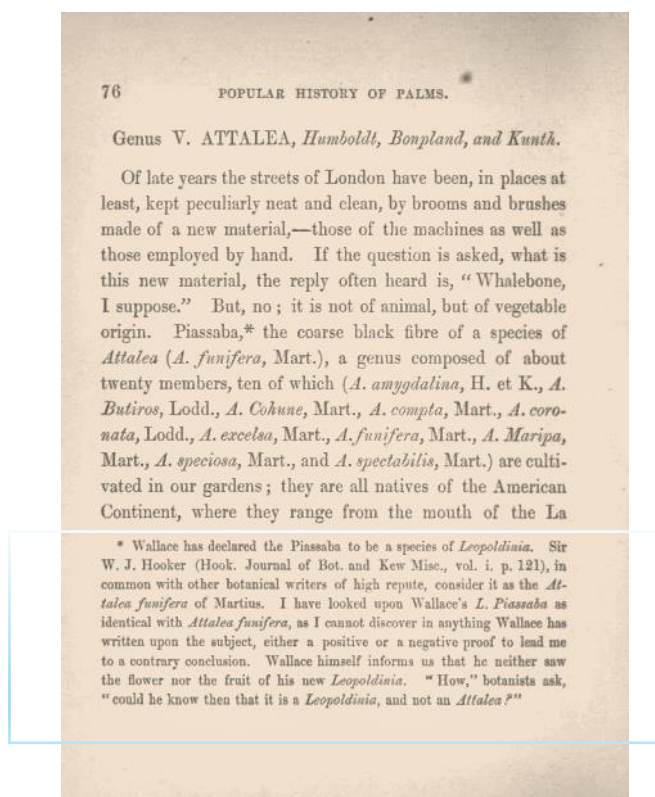 76 POPULAR HISTORY OF PALMS.
Genus V. ATTALEA, Humboldt, Bonpland, and Kunth.
Of late years the streets of London have been, in places at
least, kept peculiarly neat and clean, by brooms and brushes
made of a new material,—those of the machines as well as
those employed by hand. If the question is asked, what is
this new material, the reply often heard is, “Whalebone,
I suppose.” But, no; it is not of animal, but of vegetable
origin. Piassaba,* the coarse black fibre of a species of
Attalea (A. funifera, Mart.), a genus composed of about
twenty members, ten of which (A. amygdalina, H. et K., A.
Butiros, Lodd., A. Cohune, Mart., A. compta, Mart., A. coro-
nata, Lodd., A. excelsa, Mart., A. funifera, Mart., A. Maripa,
Mart., A. speciosa, Mart., and A. spectabilis, Mart.) are culti-
vated in our gardens; they are all natives of the American
Continent, where they range from the mouth of the La
* Wallace has declared the Piassaba to be a species of Leopoldinia. Sir
W. J. Hooker (Hook. Journal of Bot. and Kew Misc., vol. i. p. 121), in
common with other botanical writers of high repute, consider it as the At-
talea funifera of Martius. I have looked upon Wallace's L. Piassaba as
identical with Attalea funifera, as I cannot discover in anything Wallace has
written upon the subject, either a positive or a negative proof to lead me
to a contrary conclusion. Wallace himself informs us that he neither saw
the flower nor the fruit of his new Leopoldinia. “How,” botanists ask,
“could he know then that it is a Leopoldinia, and not an Attalea?”